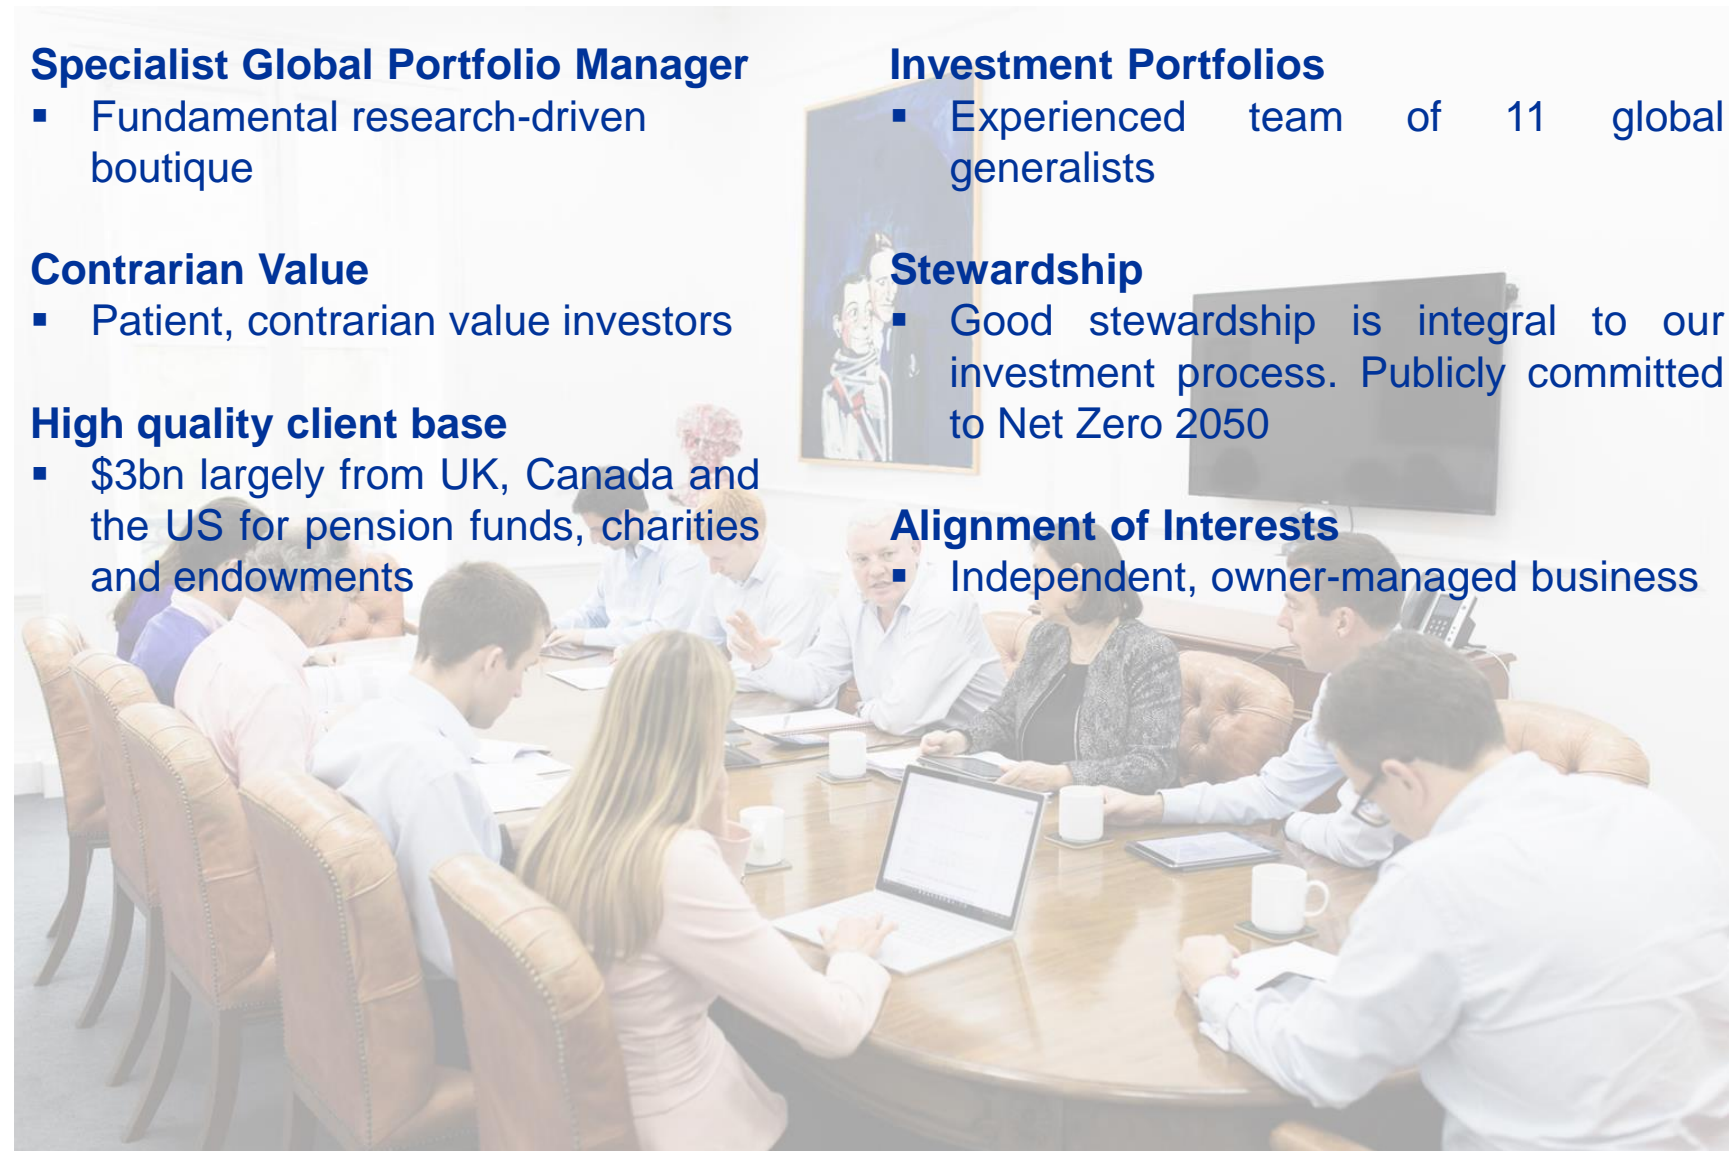 Specialist Global Portfolio Manager
▪ Fundamental research-driven
boutique
Contrarian Value
▪ Patient, contrarian value investors
High quality client base
▪ $3bn largely from UK, Canada and
the US for pension funds, charities
and endowments
Investment Portfolios
▪ Experienced team of 11 global
generalists
Stewardship
▪ Good stewardship is integral to our
investment process. Publicly committed
to Net Zero 2050
Alignment of Interests
▪ Independent, owner-managed business